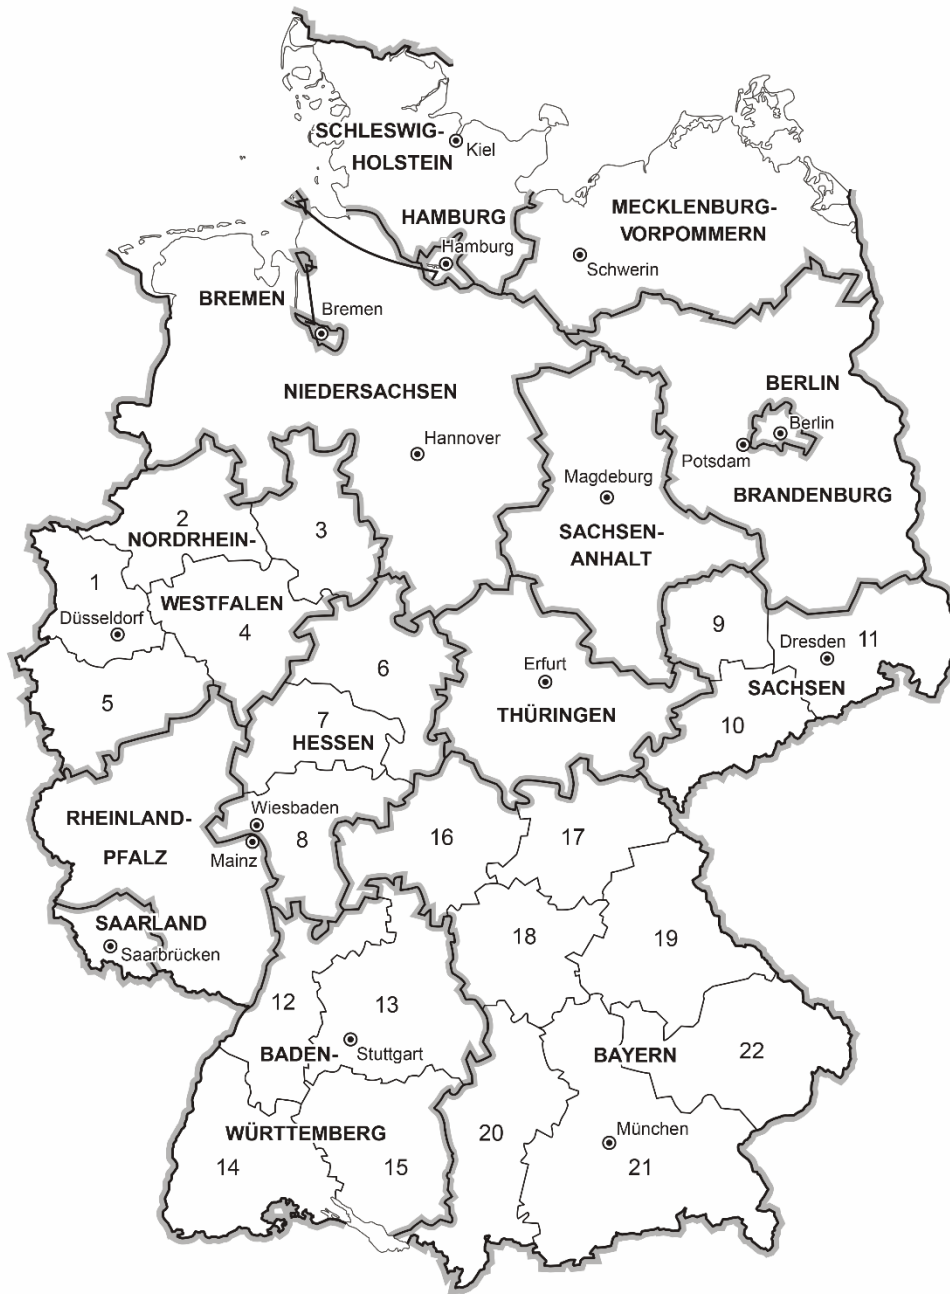 SCHLESWIG-
HOLSTEIN
Kiel
HAMBURG
Hamburg
MECKLENBURG-
VORPOMMERN
Schwerin
BREMEN
Bremen
NIEDERSACHSEN
Hannover
BERLIN
Berlin
Potsdam
BRANDENBURG
Magdeburg
SACHSEN-
ANHALT
2
NORDRHEIN-
3
1
WESTFALEN
Düsseldorf
4
5
6
7
HESSEN
8
Erfurt
THÜRINGEN
9
Dresden
11
SACHSEN
10
RHEINLAND-
PFALZ
Wiesbaden
Mainz
SAARLAND
Saarbrücken
16
17
18
19
12
13
BADEN-
Stuttgart
WÜRTTEMBERG
14
15
BAYERN
22
20
München
21